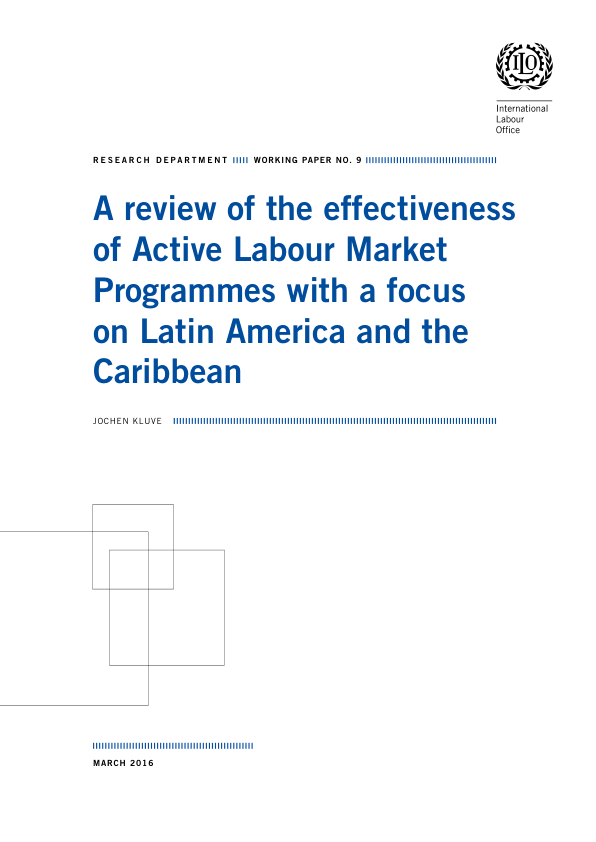 ILO
International
Labour
Office
RESEARCH DEPARTMENT WORKING PAPER NO. 9
A review of the effectiveness
of Active Labour Market
Programmes with a focus
on Latin America and the
Caribbean
JOCHEN KLUVE
MARCH 2016